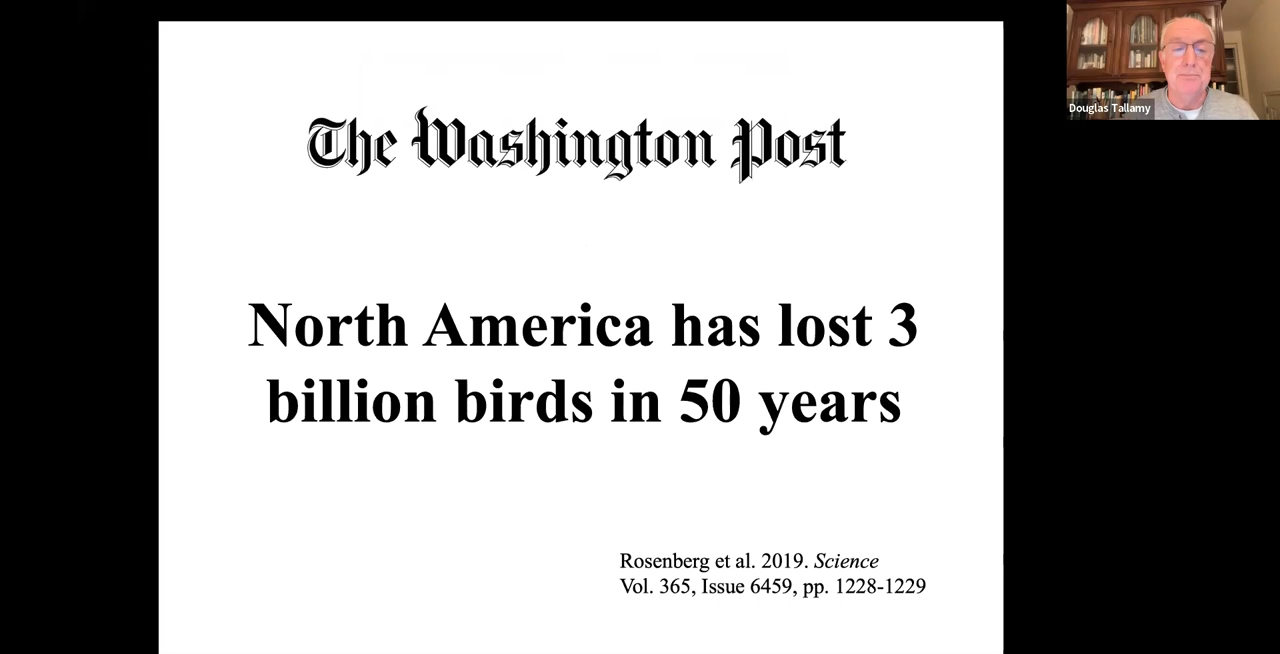 The Washington Post
North America has lost 3
billion birds in 50 years
Rosenberg et al. 2019. Science
Vol. 365, Issue 6459, pp. 1228-1229
Douglas Tallamy